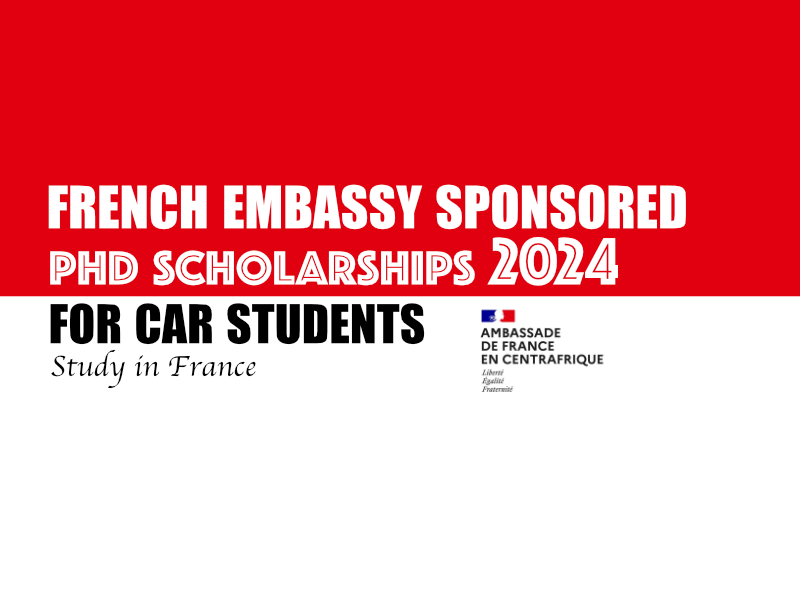 FRENCH EMBASSY SPONSORED
PHD SCHOLARSHIPS 2024
FOR CAR STUDENTS
Study in France
AMBASSADE
DE FRANCE
EN CENTRAFRIQUE
Liberté
Égalité
Fraternité